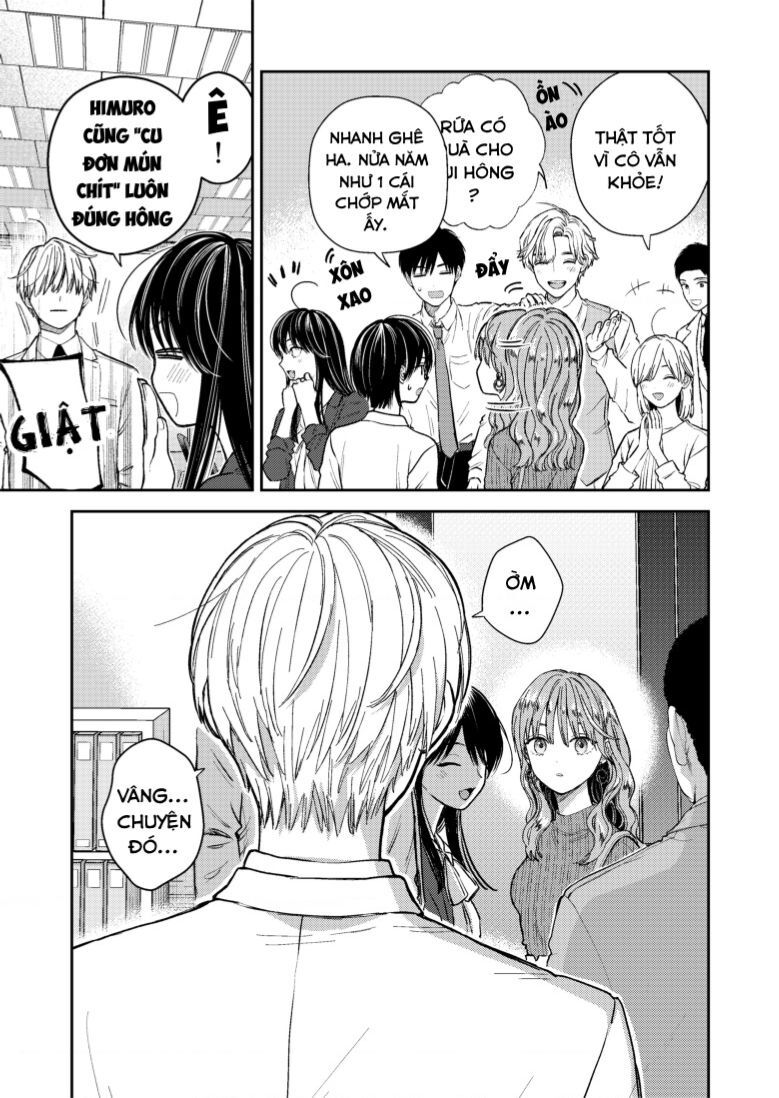 THẬT TỐT
VÌ CÔ VẪN
KHỎE!
ỒN
ÀO
RỨA CÓ
CHO
HÔNG
?
NHANH GHÊ
HA. NỬA NĂM
NHƯ 1 CÁI
CHỚP MẮT
ẤY.
ĐẨY
XÔN
XAO
Ê
!
HIMURO
CŨNG "CU
ĐƠN MÚN
CHÍT" LUÔN
ĐÚNG HÔNG
GIẬT
ỜM
...
VÂNG...
CHUYỆN
ĐÓ...